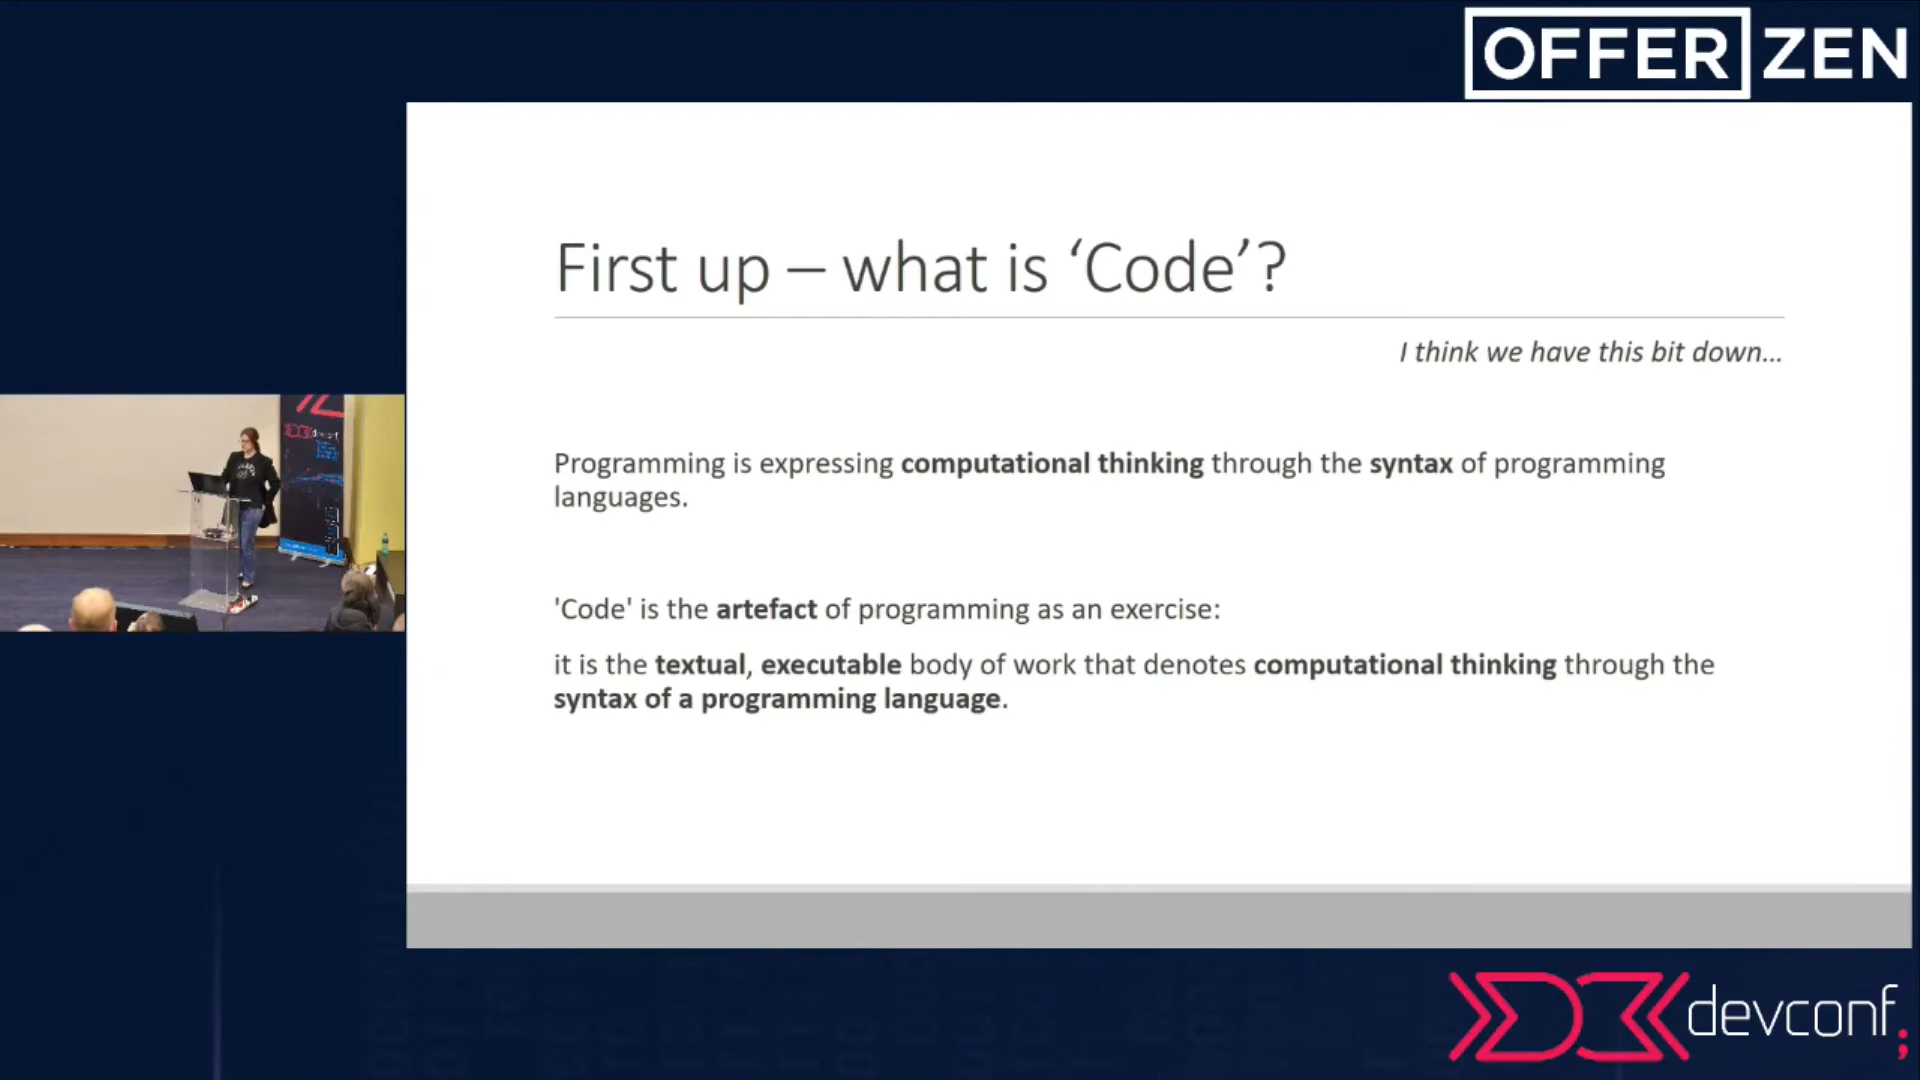 OFFER ZEN
First up – what is ‘Code’?
I think we have this bit down...
Programming is expressing computational thinking through the syntax of programming
languages.
'Code' is the artefact of programming as an exercise:
it is the textual, executable body of work that denotes computational thinking through the
syntax of a programming language.
devconf;